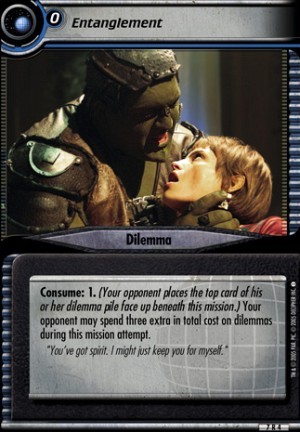 0 Entanglement
Dilemma
Consume: 1. (Your opponent places the top card of his
or her dilemma pile face up beneath this mission.) Your
opponent may spend three extra in total cost on dilemmas
during this mission attempt.
"You've got spirit. I might just keep you for myself."
7 R 4